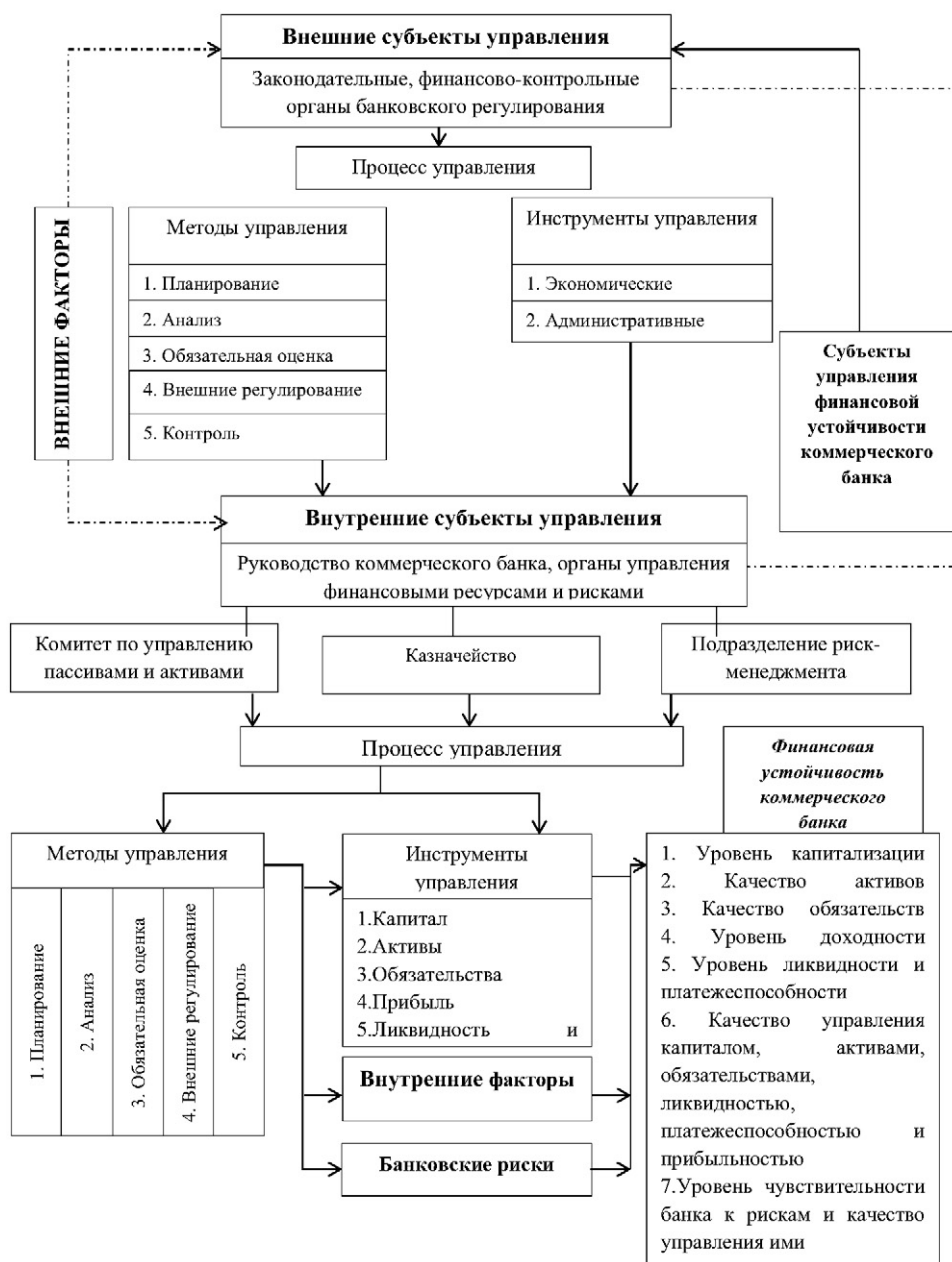 Внешние субъекты управления
Законодательные, финансово-контрольные
органы банковского регулирования
Процесс управления
ВНЕШНИЕ ФАКТОРЫ
Методы управления
1. Планирование
2. Анализ
3. Обязательная оценка
4. Внешние регулирование
5. Контроль
Инструменты управления
1. Экономические
2. Административные
Субъекты
управления
финансовой
устойчивости
коммерческого
банка
Внутренние субъекты управления
Руководство коммерческого банка, органы управления
финансовыми ресурсами и рисками
Комитет по управлению
пассивами и активами
Казначейство
Подразделение риск-
менеджмента
Процесс управления
Финансовая
устойчивость
коммерческого
банка
Методы управления
1. Планирование
2. Анализ
3. Обязательная оценка
4. Внешние регулирование
5. Контроль
Инструменты
управления
1.Капитал
2.Активы
3.Обязательства
4.Прибыль
5.Ликвидность и
Внутренние факторы
Банковские риски
1. Уровень капитализации
2. Качество активов
3. Качество обязательств
4. Уровень доходности
5. Уровень ликвидности и
платежеспособности
6. Качество управления
капиталом, активами,
обязательствами,
ликвидностью,
платежеспособностью и
прибыльностью
7.Уровень чувствительности
банка к рискам и качество
управления ими